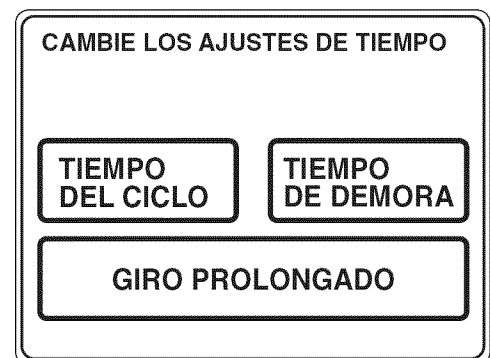 CAMBIE LOS AJUSTES DE TIEMPO
TIEMPO
DEL CICLO
TIEMPO
DE DEMORA
GIRO PROLONGADO